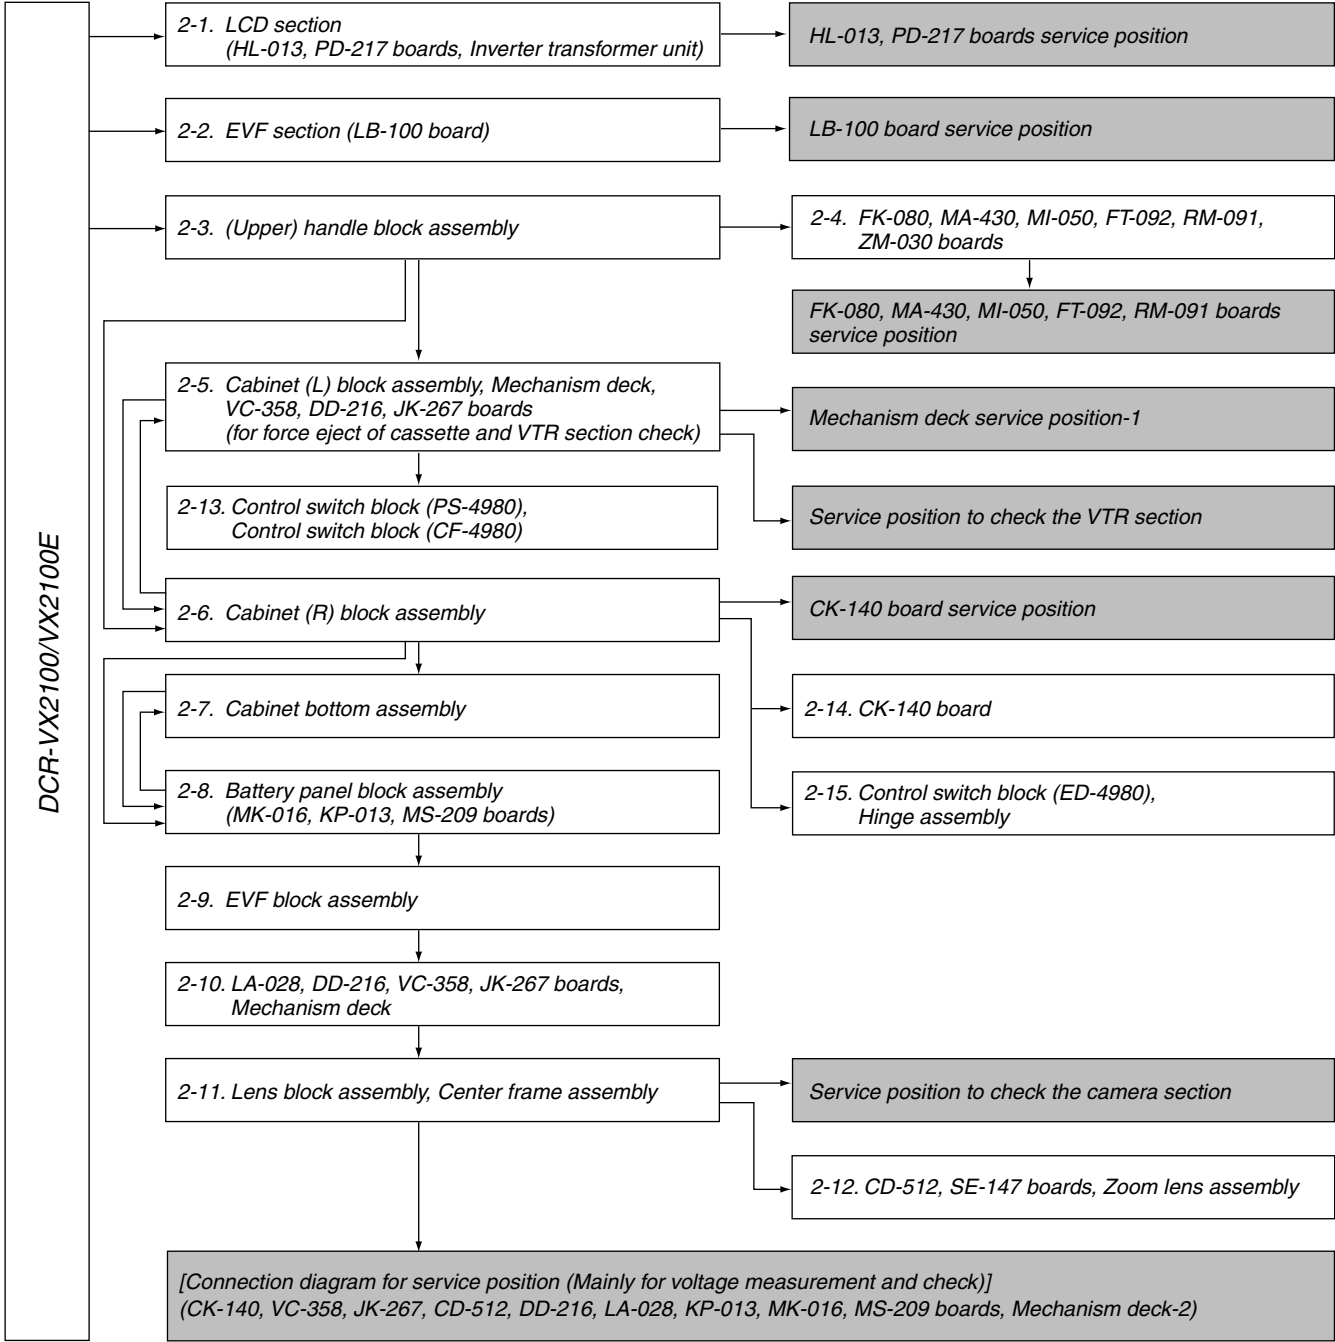 DCR-VX2100/VX2100E
2-1. LCD section
(HL-013, PD-217 boards, Inverter transformer unit)
HL-013, PD-217 boards service position
2-2. EVF section (LB-100 board)
LB-100 board service position
2-3. (Upper) handle block assembly
2-4. FK-080, MA-430, MI-050, FT-092, RM-091,
ZM-030 boards
FK-080, MA-430, MI-050, FT-092, RM-091 boards
service position
2-5. Cabinet (L) block assembly, Mechanism deck,
VC-358, DD-216, JK-267 boards
(for force eject of cassette and VTR section check)
Mechanism deck service position-1
2-13. Control switch block (PS-4980),
Control switch block (CF-4980)
Service position to check the VTR section
2-6. Cabinet (R) block assembly
CK-140 board service position
2-7. Cabinet bottom assembly
2-14. CK-140 board
2-8. Battery panel block assembly
(MK-016, KP-013, MS-209 boards)
2-15. Control switch block (ED-4980),
Hinge assembly
2-9. EVF block assembly
2-10. LA-028, DD-216, VC-358, JK-267 boards,
Mechanism deck
2-11. Lens block assembly, Center frame assembly
Service position to check the camera section
2-12. CD-512, SE-147 boards, Zoom lens assembly
[Connection diagram for service position (Mainly for voltage measurement and check)]
(CK-140, VC-358, JK-267, CD-512, DD-216, LA-028, KP-013, MK-016, MS-209 boards, Mechanism deck-2)